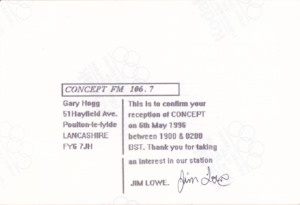 CONCEPT FM 106.7
Gary Hogg
51 Hayfield Ave.
Poulton-le-fylde
LANCASHIRE
FY6 7JH
This is to confirm your
reception of CONCEPT
on 6th May 1996
between 1900 & 0200
BST. Thank you for taking
an interest in our station
JIM LOWE. Jim Lowe